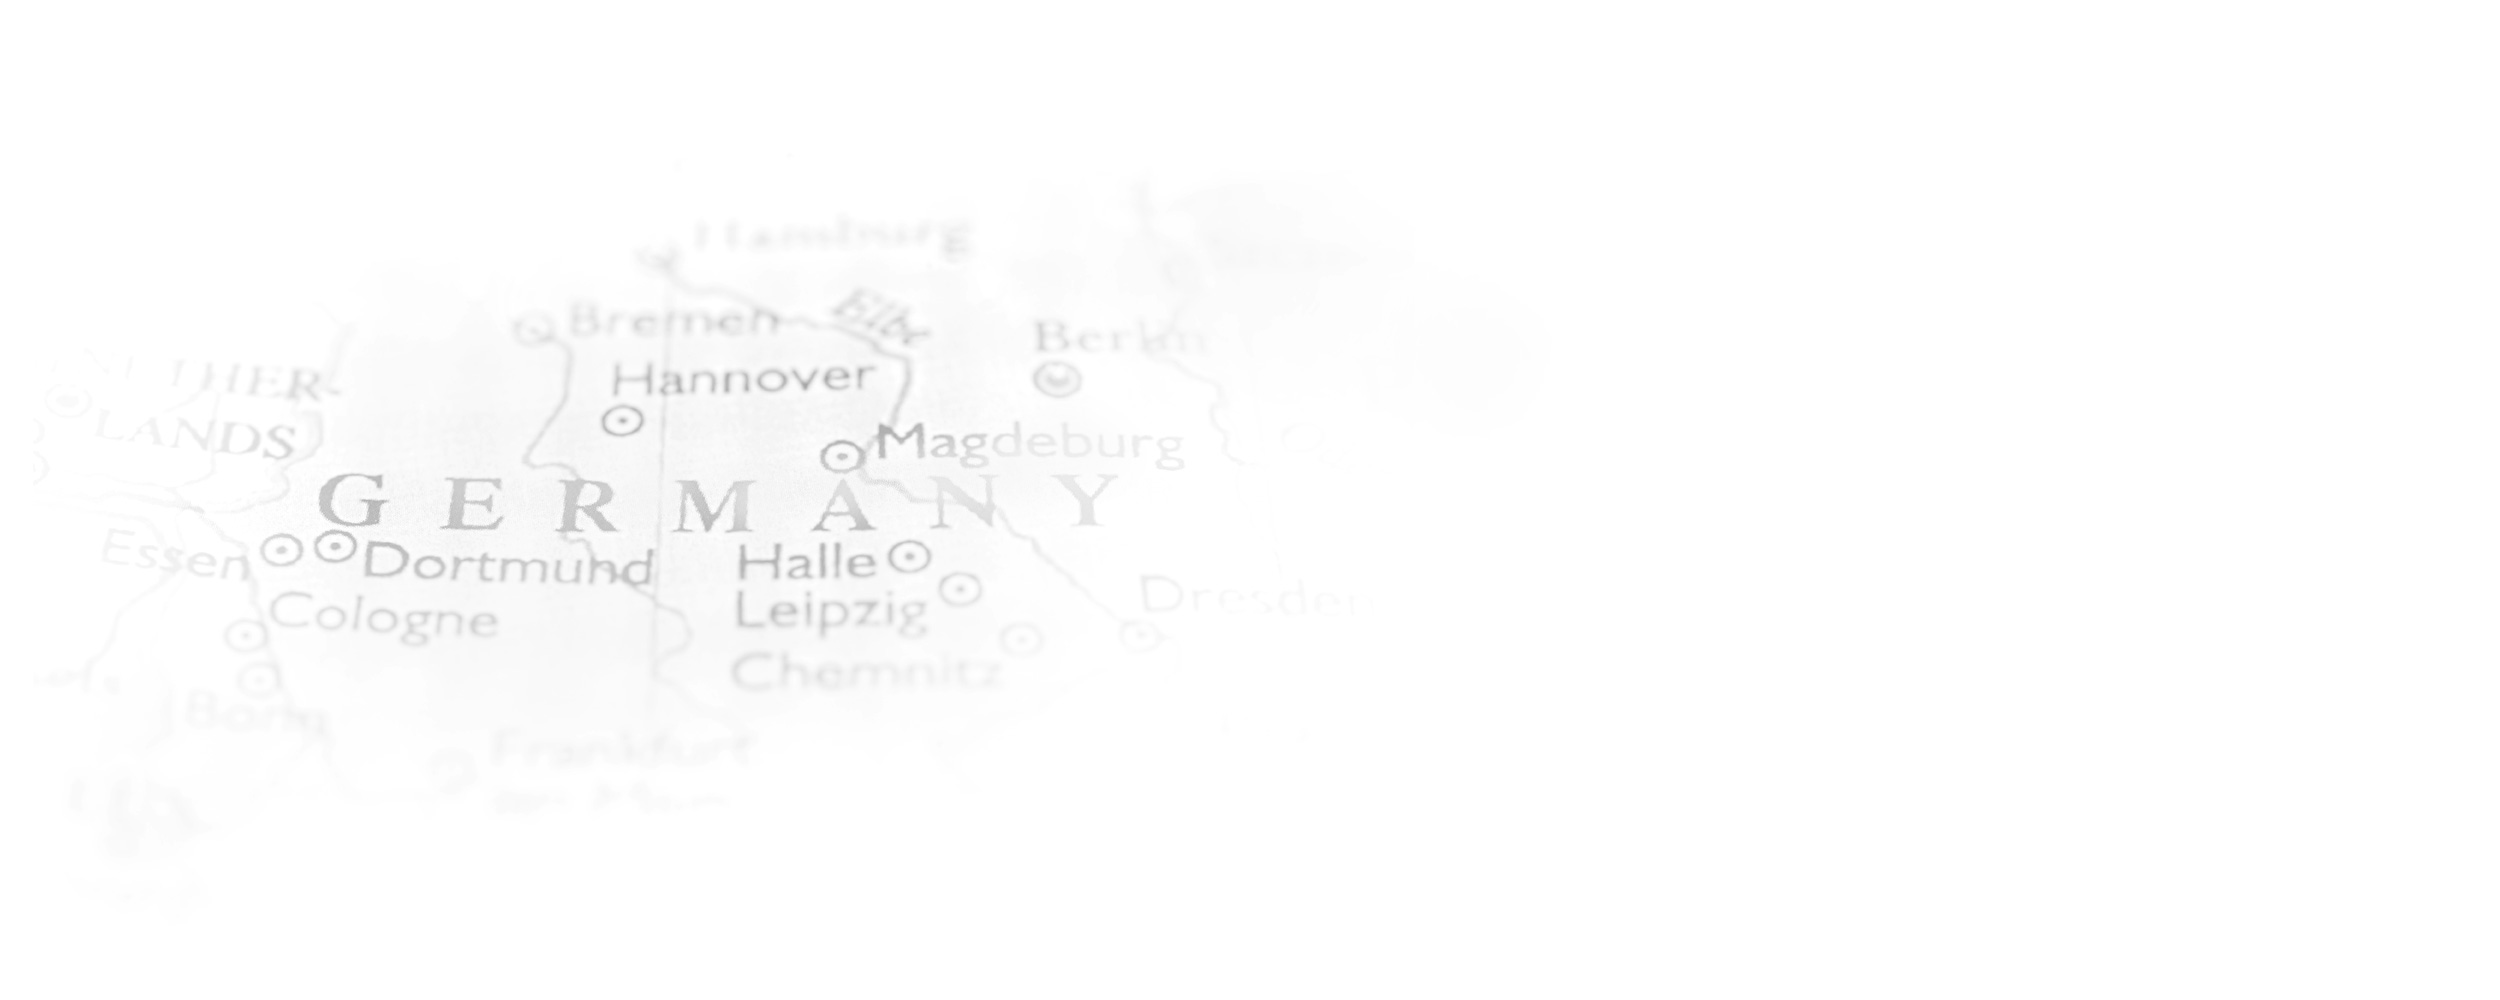 Hamburg
Elbe
Bremen
Berlin
Hannover
NETHER-
LANDS
Magdeburg
GERMANY
Essen
Dortmund
Halle
Leipzig
Dresden
Cologne
Chemnitz
Bonn
Frankfurt
am Main